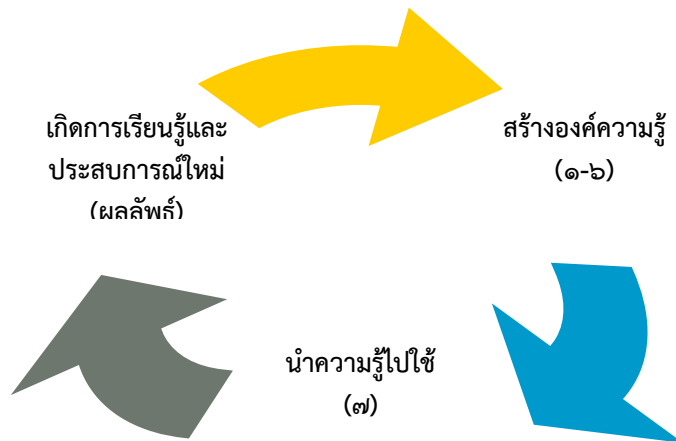 เกิดการเรียนรู้และ
ประสบการณ์ใหม่
(ผลลัพธ์)
สร้างองค์ความรู้
(๑-๖)
นำความรู้ไปใช้
(๗)